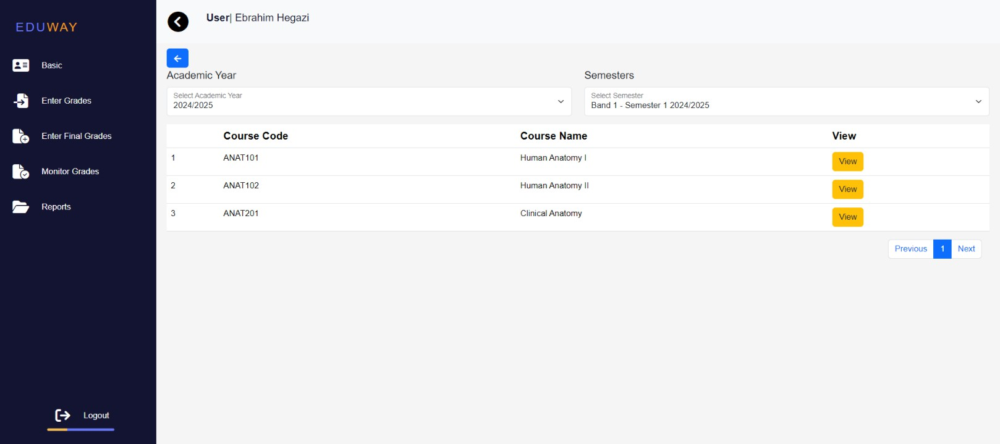 EDUWAY
Basic
Enter Grades
Enter Final Grades
Monitor Grades
Reports
Logout
User| Ebrahim Hegazi
Academic Year
Select Academic Year
2024/2025
Semesters
Select Semester
Band 1 - Semester 1 2024/2025
Course Code Course Name View
1 ANAT101 Human Anatomy I View
2 ANAT102 Human Anatomy II View
3 ANAT201 Clinical Anatomy View
Previous 1 Next